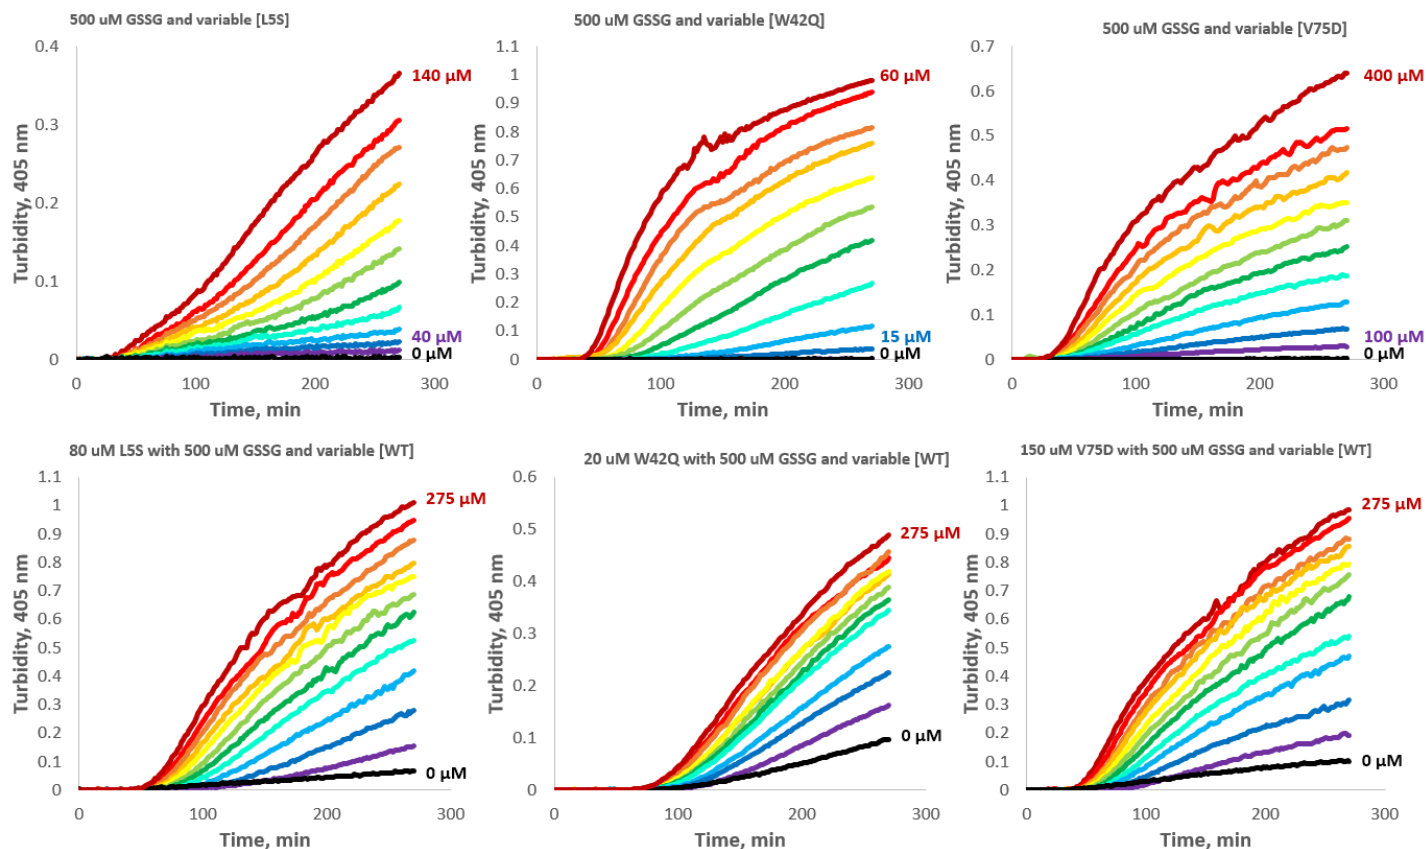 500 uM GSSG and variable [L5S]
0.4
0.3
0.2
0.1
0
0
100
200
300
Turbidity, 405 nm
Time, min
140 µM
40 µM
0 µM
500 uM GSSG and variable [W42Q]
1.1
1
0.9
0.8
0.7
0.6
0.5
0.4
0.3
0.2
0.1
0
0
100
200
300
Turbidity, 405 nm
Time, min
60 µM
15 µM
0 µM
500 uM GSSG and variable [V75D]
0.7
0.6
0.5
0.4
0.3
0.2
0.1
0
0
100
200
300
Turbidity, 405 nm
Time, min
400 µM
100 µM
0 µM
80 uM L5S with 500 uM GSSG and variable [WT]
1.1
1
0.9
0.8
0.7
0.6
0.5
0.4
0.3
0.2
0.1
0
0
100
200
300
Turbidity, 405 nm
Time, min
275 µM
0 µM
20 uM W42Q with 500 uM GSSG and variable [WT]
0.6
0.5
0.4
0.3
0.2
0.1
0
0
100
200
300
Turbidity, 405 nm
Time, min
275 µM
0 µM
150 uM V75D with 500 uM GSSG and variable [WT]
1.1
1
0.9
0.8
0.7
0.6
0.5
0.4
0.3
0.2
0.1
0
0
100
200
300
Turbidity, 405 nm
Time, min
275 µM
0 µM